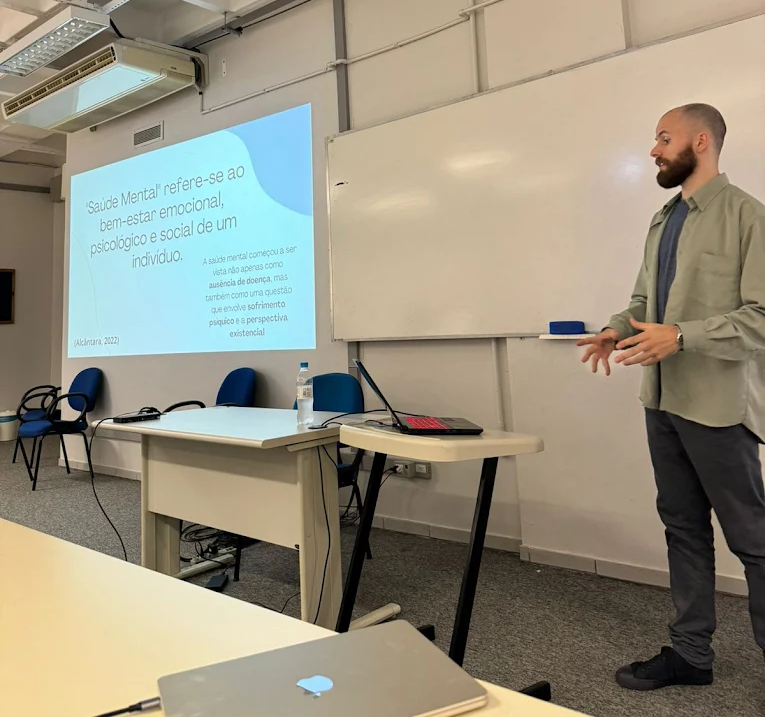 "Saúde Mental" refere-se ao
bem-estar emocional,
psicológico e social de um
indivíduo.
A saúde mental começou a ser
vista não apenas como
ausência de doença, mas
também como uma questão
que envolve sofrimento
psíquico e a perspectiva
existencial
(Alcântara, 2022)